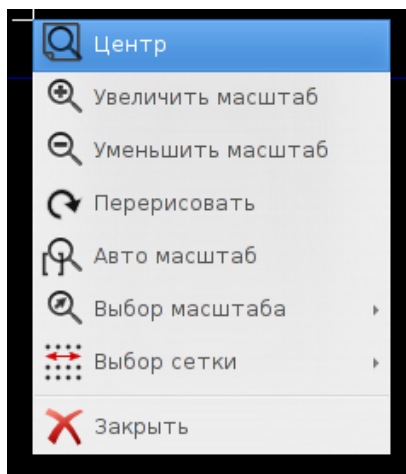 Центр
Увеличить масштаб
Уменьшить масштаб
Перерисовать
Авто масштаб
Выбор масштаба
Выбор сетки
Закрыть